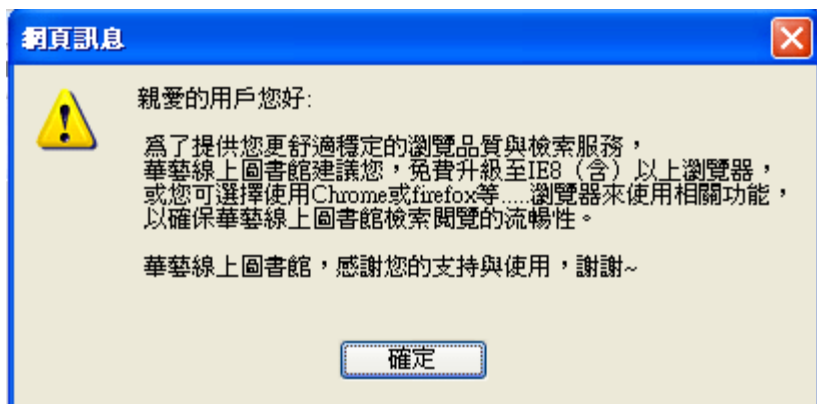 網頁訊息
親愛的用戶您好:
為了提供您更舒適穩定的瀏覽品質與檢索服務，
華藝線上圖書館建議您，免費升級至IE8（含）以上瀏覽器，
或您可選擇使用Chrome或firefox等.....瀏覽器來使用相關功能，
以確保華藝線上圖書館檢索閱覽的流暢性。
華藝線上圖書館，感謝您的支持與使用，謝謝~
確定